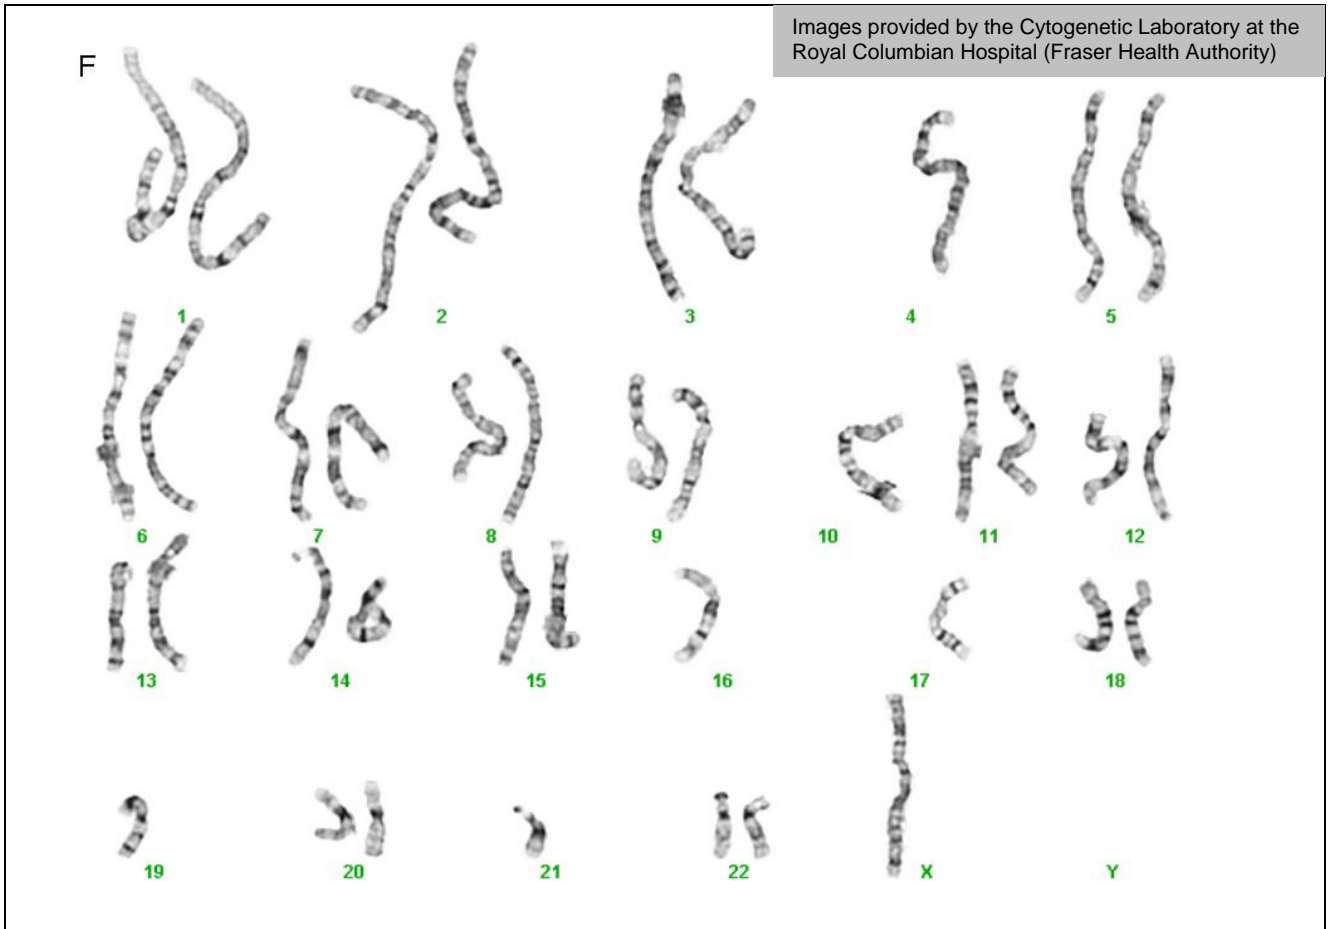 Images provided by the Cytogenetic Laboratory at the
Royal Columbian Hospital (Fraser Health Authority)
F
1 2 3 4 5
6 7 8 9 10 11 12
13 14 15 16 17 18
19 20 21 22 X Y